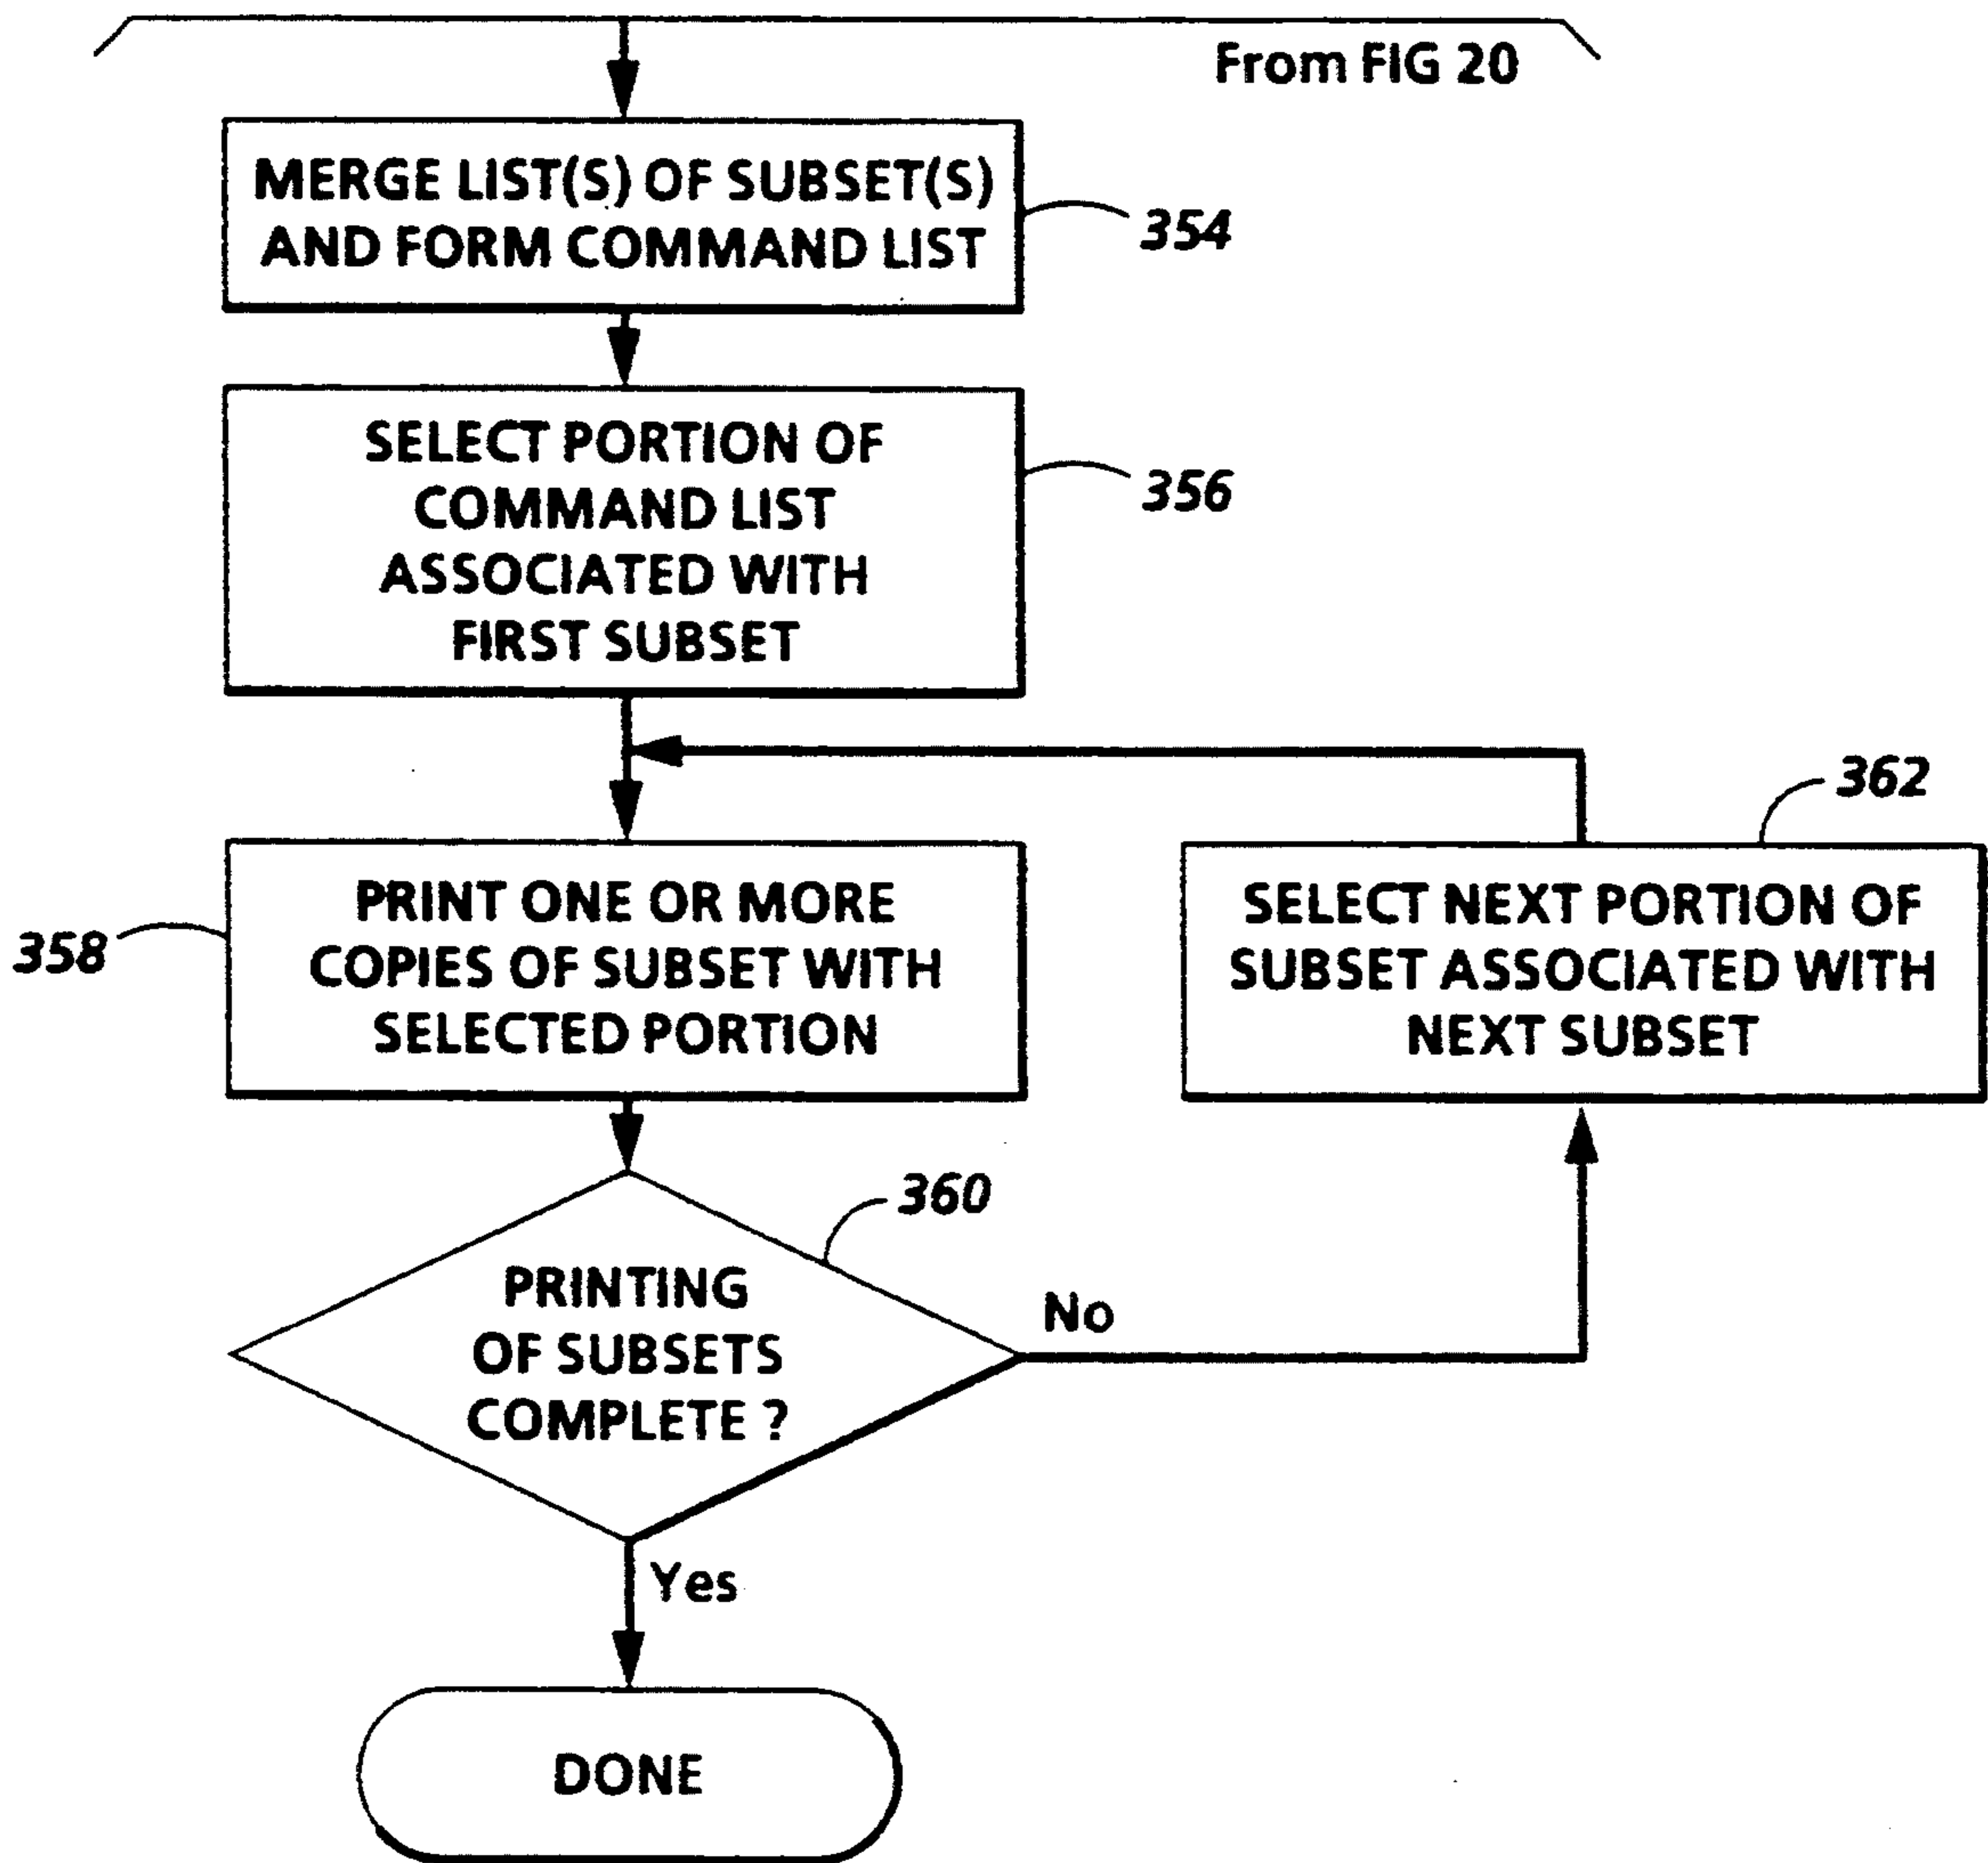 From FIG 20
MERGE LIST(S) OF SUBSET(S)
AND FORM COMMAND LIST
354
SELECT PORTION OF
COMMAND LIST
ASSOCIATED WITH
FIRST SUBSET
356
362
PRINT ONE OR MORE
COPIES OF SUBSET WITH
SELECTED PORTION
358
SELECT NEXT PORTION OF
SUBSET ASSOCIATED WITH
NEXT SUBSET
360
PRINTING
OF SUBSETS
COMPLETE ?
No
Yes
DONE